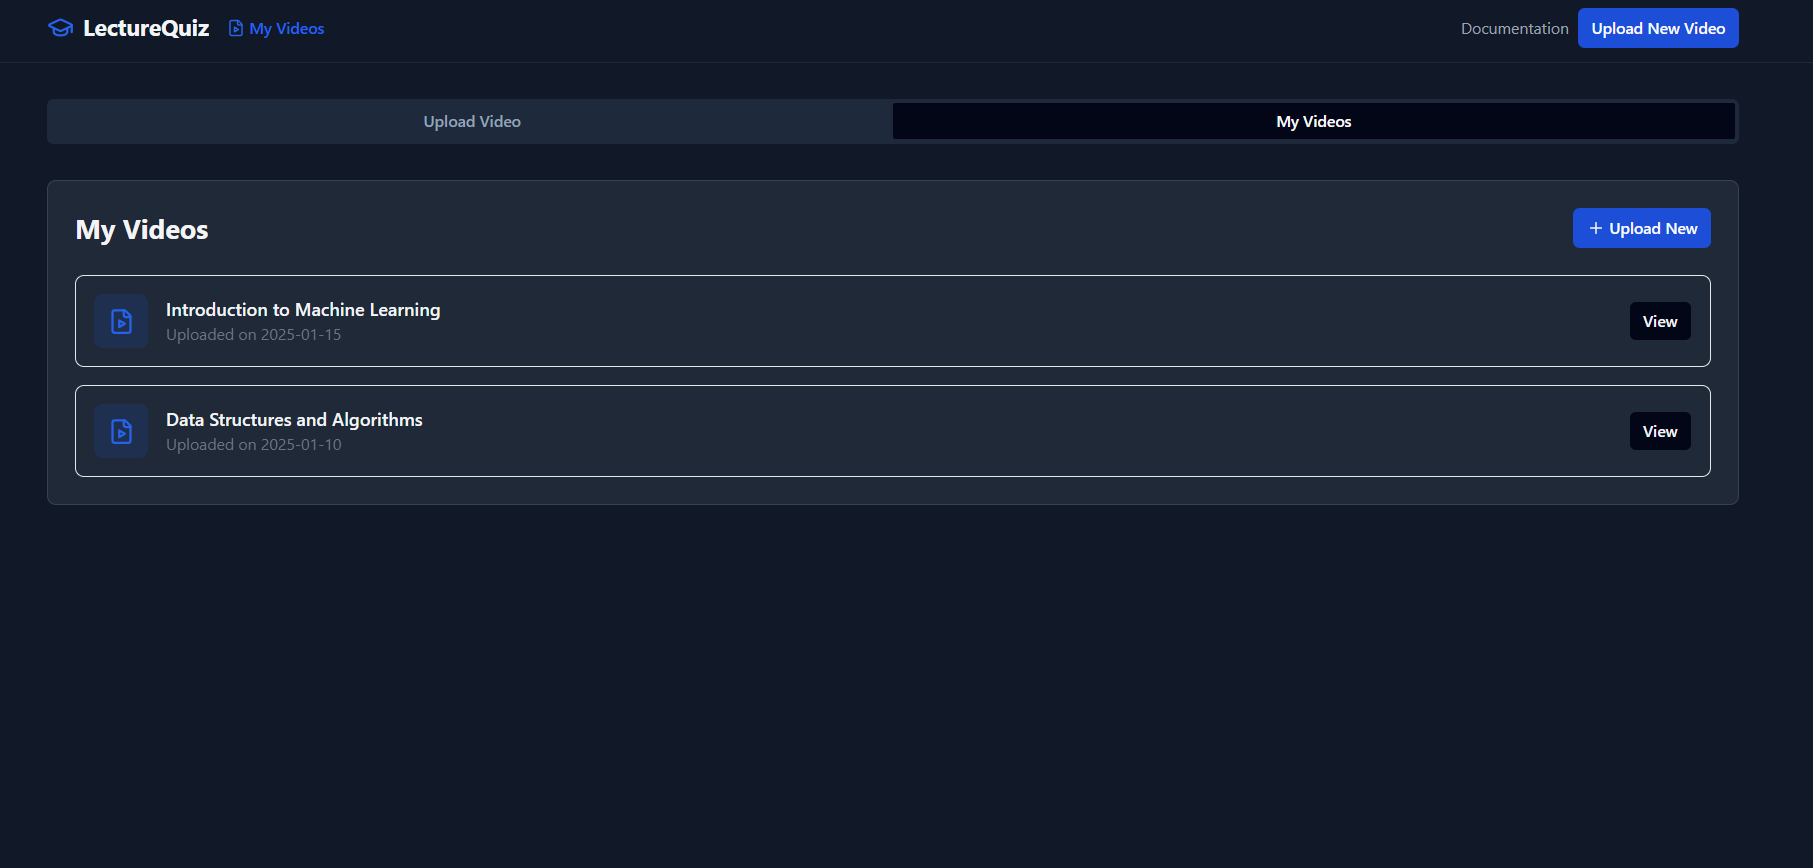 LectureQuiz My Videos Documentation Upload New Video
Upload Video My Videos
My Videos + Upload New
Introduction to Machine Learning
Uploaded on 2025-01-15
View
Data Structures and Algorithms
Uploaded on 2025-01-10
View